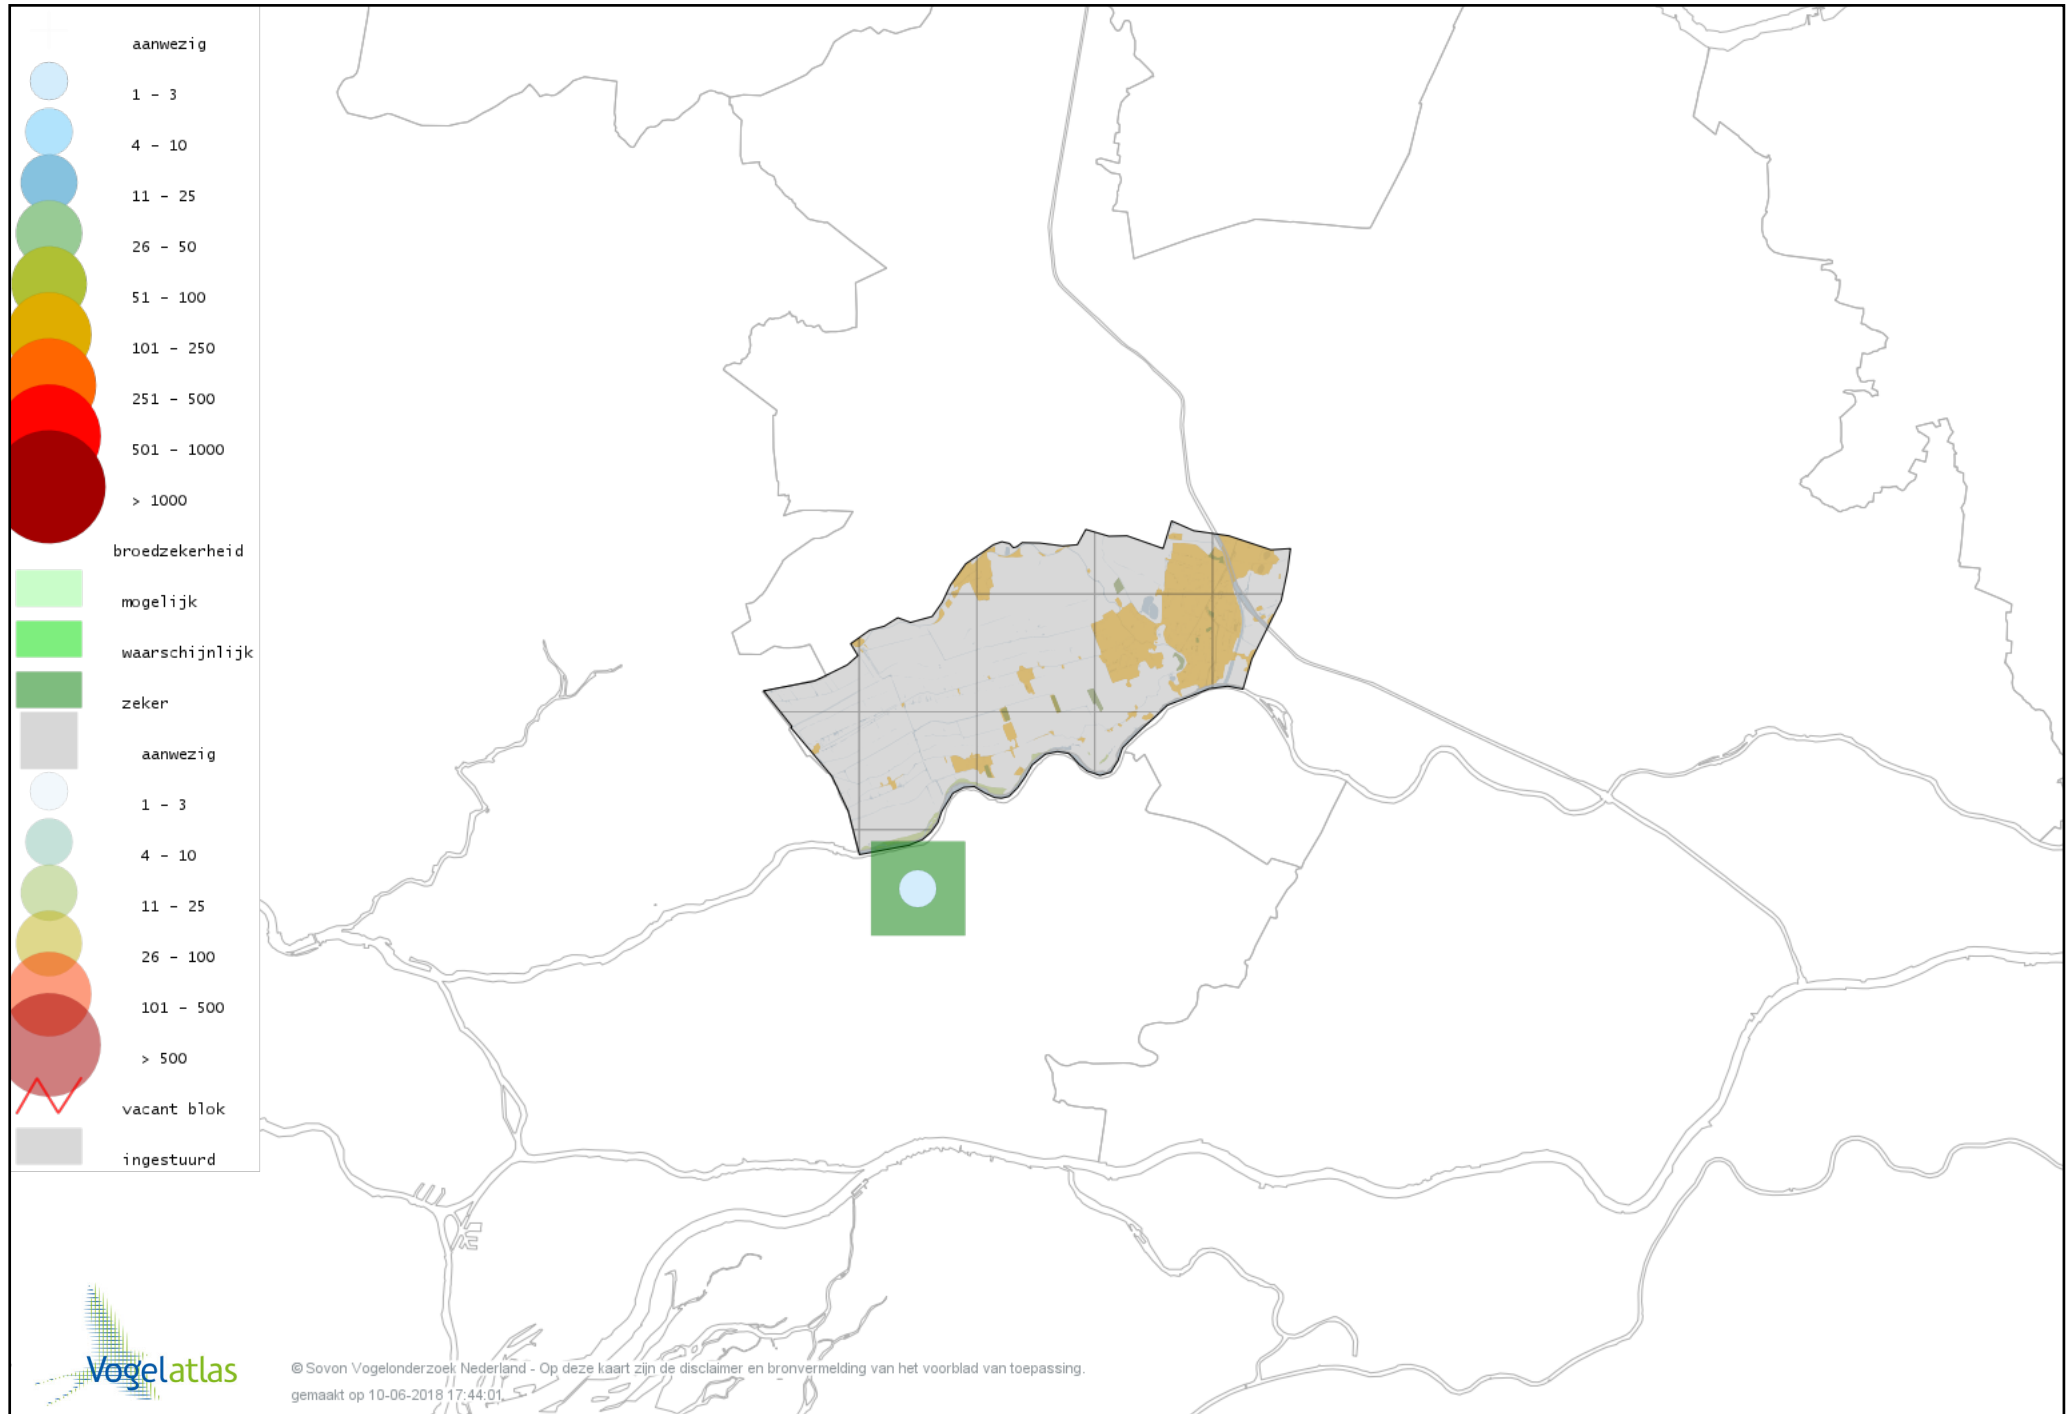 aanwezig
1 - 3
4 - 10
11 - 25
26 - 50
51 - 100
101 - 250
251 - 500
501 - 1000
> 1000
broedzekerheid
mogelijk
waarschijnlijk
zeker
aanwezig
1 - 3
4 - 10
11 - 25
26 - 100
101 - 500
> 500
vacant blok
ingestuurd
Vogelatlas
© Sovon Vogelonderzoek Nederland - Op deze kaart zijn de disclaimer en bronvermelding van het voorblad van toepassing.
gemaakt op 10-06-2018 17:44:01